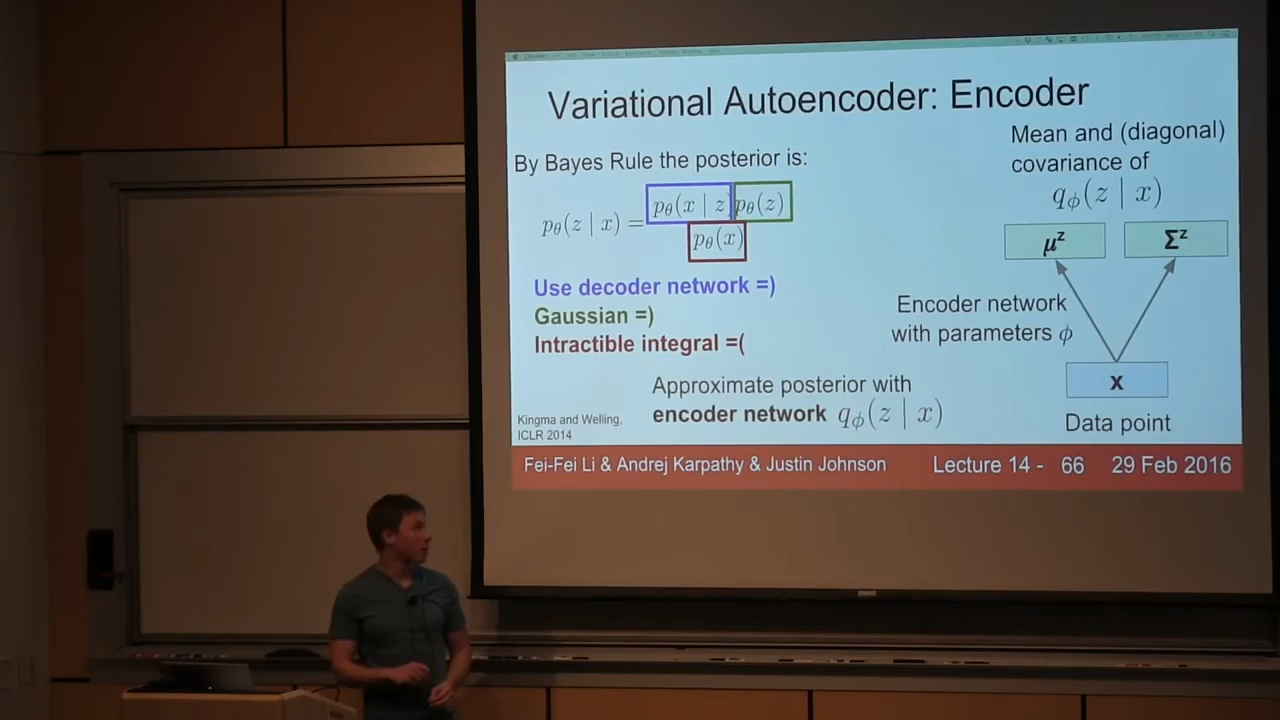 Variational Autoencoder: Encoder
By Bayes Rule the posterior is:
pθ(z | x) = pθ(x | z) pθ(z)
pθ(x)
Use decoder network =)
Gaussian =)
Intractible integral =(
Approximate posterior with
encoder network qϕ(z | x)
Kingma and Welling,
ICLR 2014
Mean and (diagonal)
covariance of
qϕ(z | x)
μᶻ
Σᶻ
Encoder network
with parameters ϕ
x
Data point
Fei-Fei Li & Andrej Karpathy & Justin Johnson
Lecture 14 - 66
29 Feb 2016